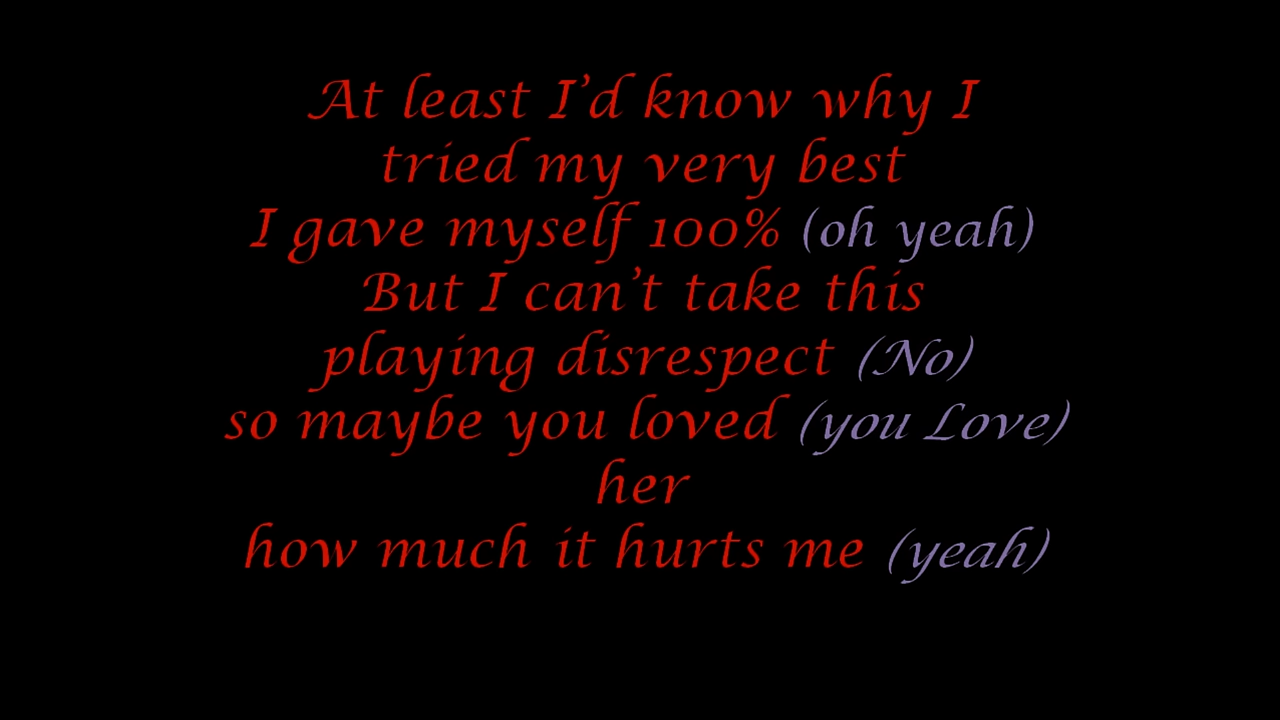 At least I’d know why I
tried my very best
I gave myself 100% (oh yeah)
But I can’t take this
playing disrespect (No)
so maybe you loved (you Love)
her
how much it hurts me (yeah)